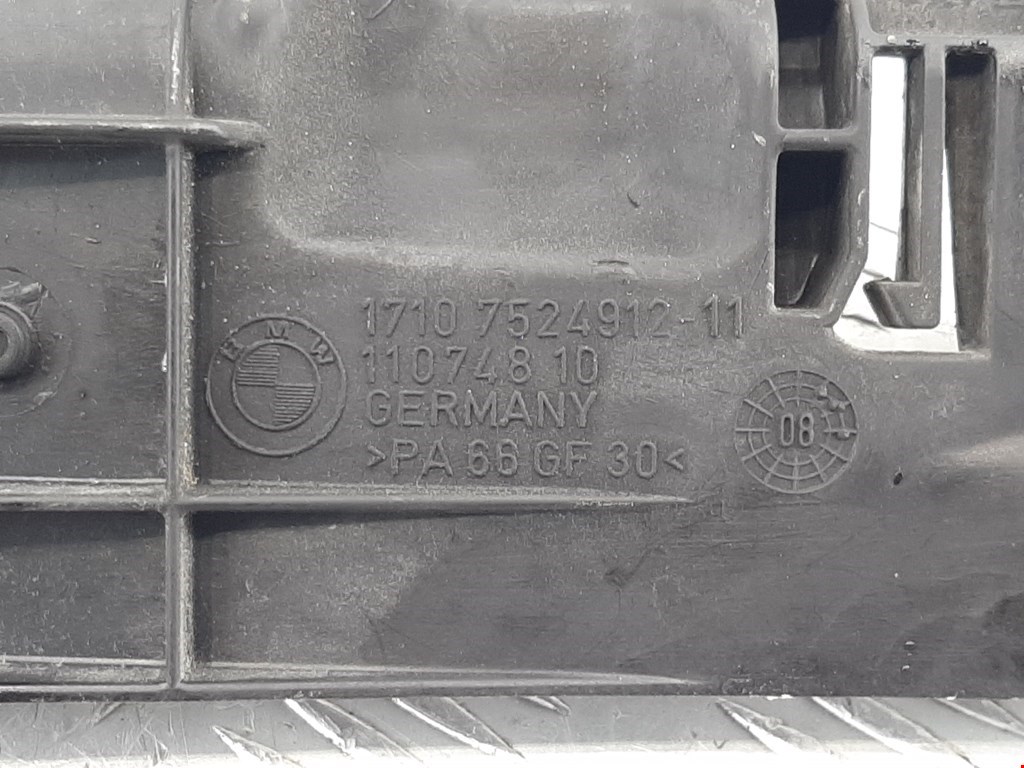 1710 7524912-11
BMW
110748 10
GERMANY
>PA 66 GF 30<
08